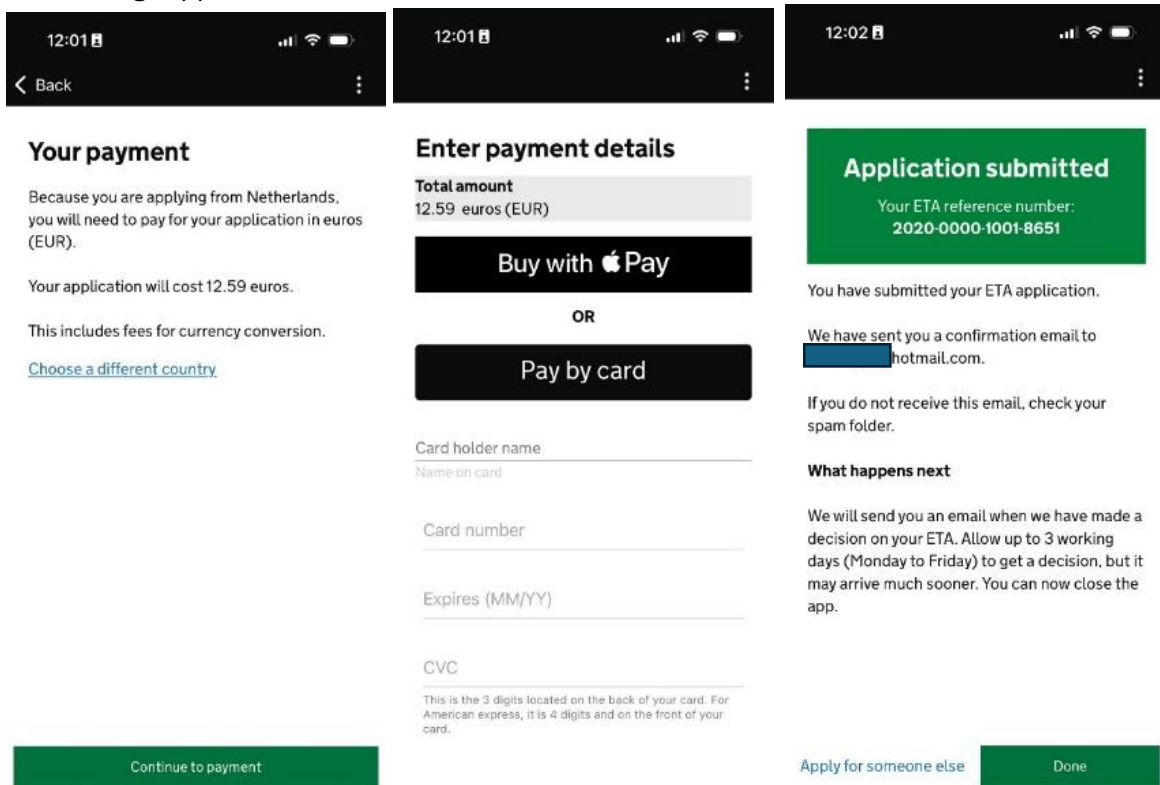 12:01
Back
Your payment
Because you are applying from Netherlands,
you will need to pay for your application in euros
(EUR).
Your application will cost 12.59 euros.
This includes fees for currency conversion.
Choose a different country
Continue to payment
12:01
Enter payment details
Total amount
12.59 euros (EUR)
Buy with Pay
OR
Pay by card
Card holder name
Name on card
Card number
Expires (MM/YY)
CVC
This is the 3 digits located on the back of your card. For
American express, it is 4 digits and on the front of your
card.
12:02
Application submitted
Your ETA reference number:
2020-0000-1001-8651
You have submitted your ETA application.
We have sent you a confirmation email to
hotmail.com.
If you do not receive this email, check your
spam folder.
What happens next
We will send you an email when we have made a
decision on your ETA. Allow up to 3 working
days (Monday to Friday) to get a decision, but it
may arrive much sooner. You can now close the
app.
Apply for someone else
Done